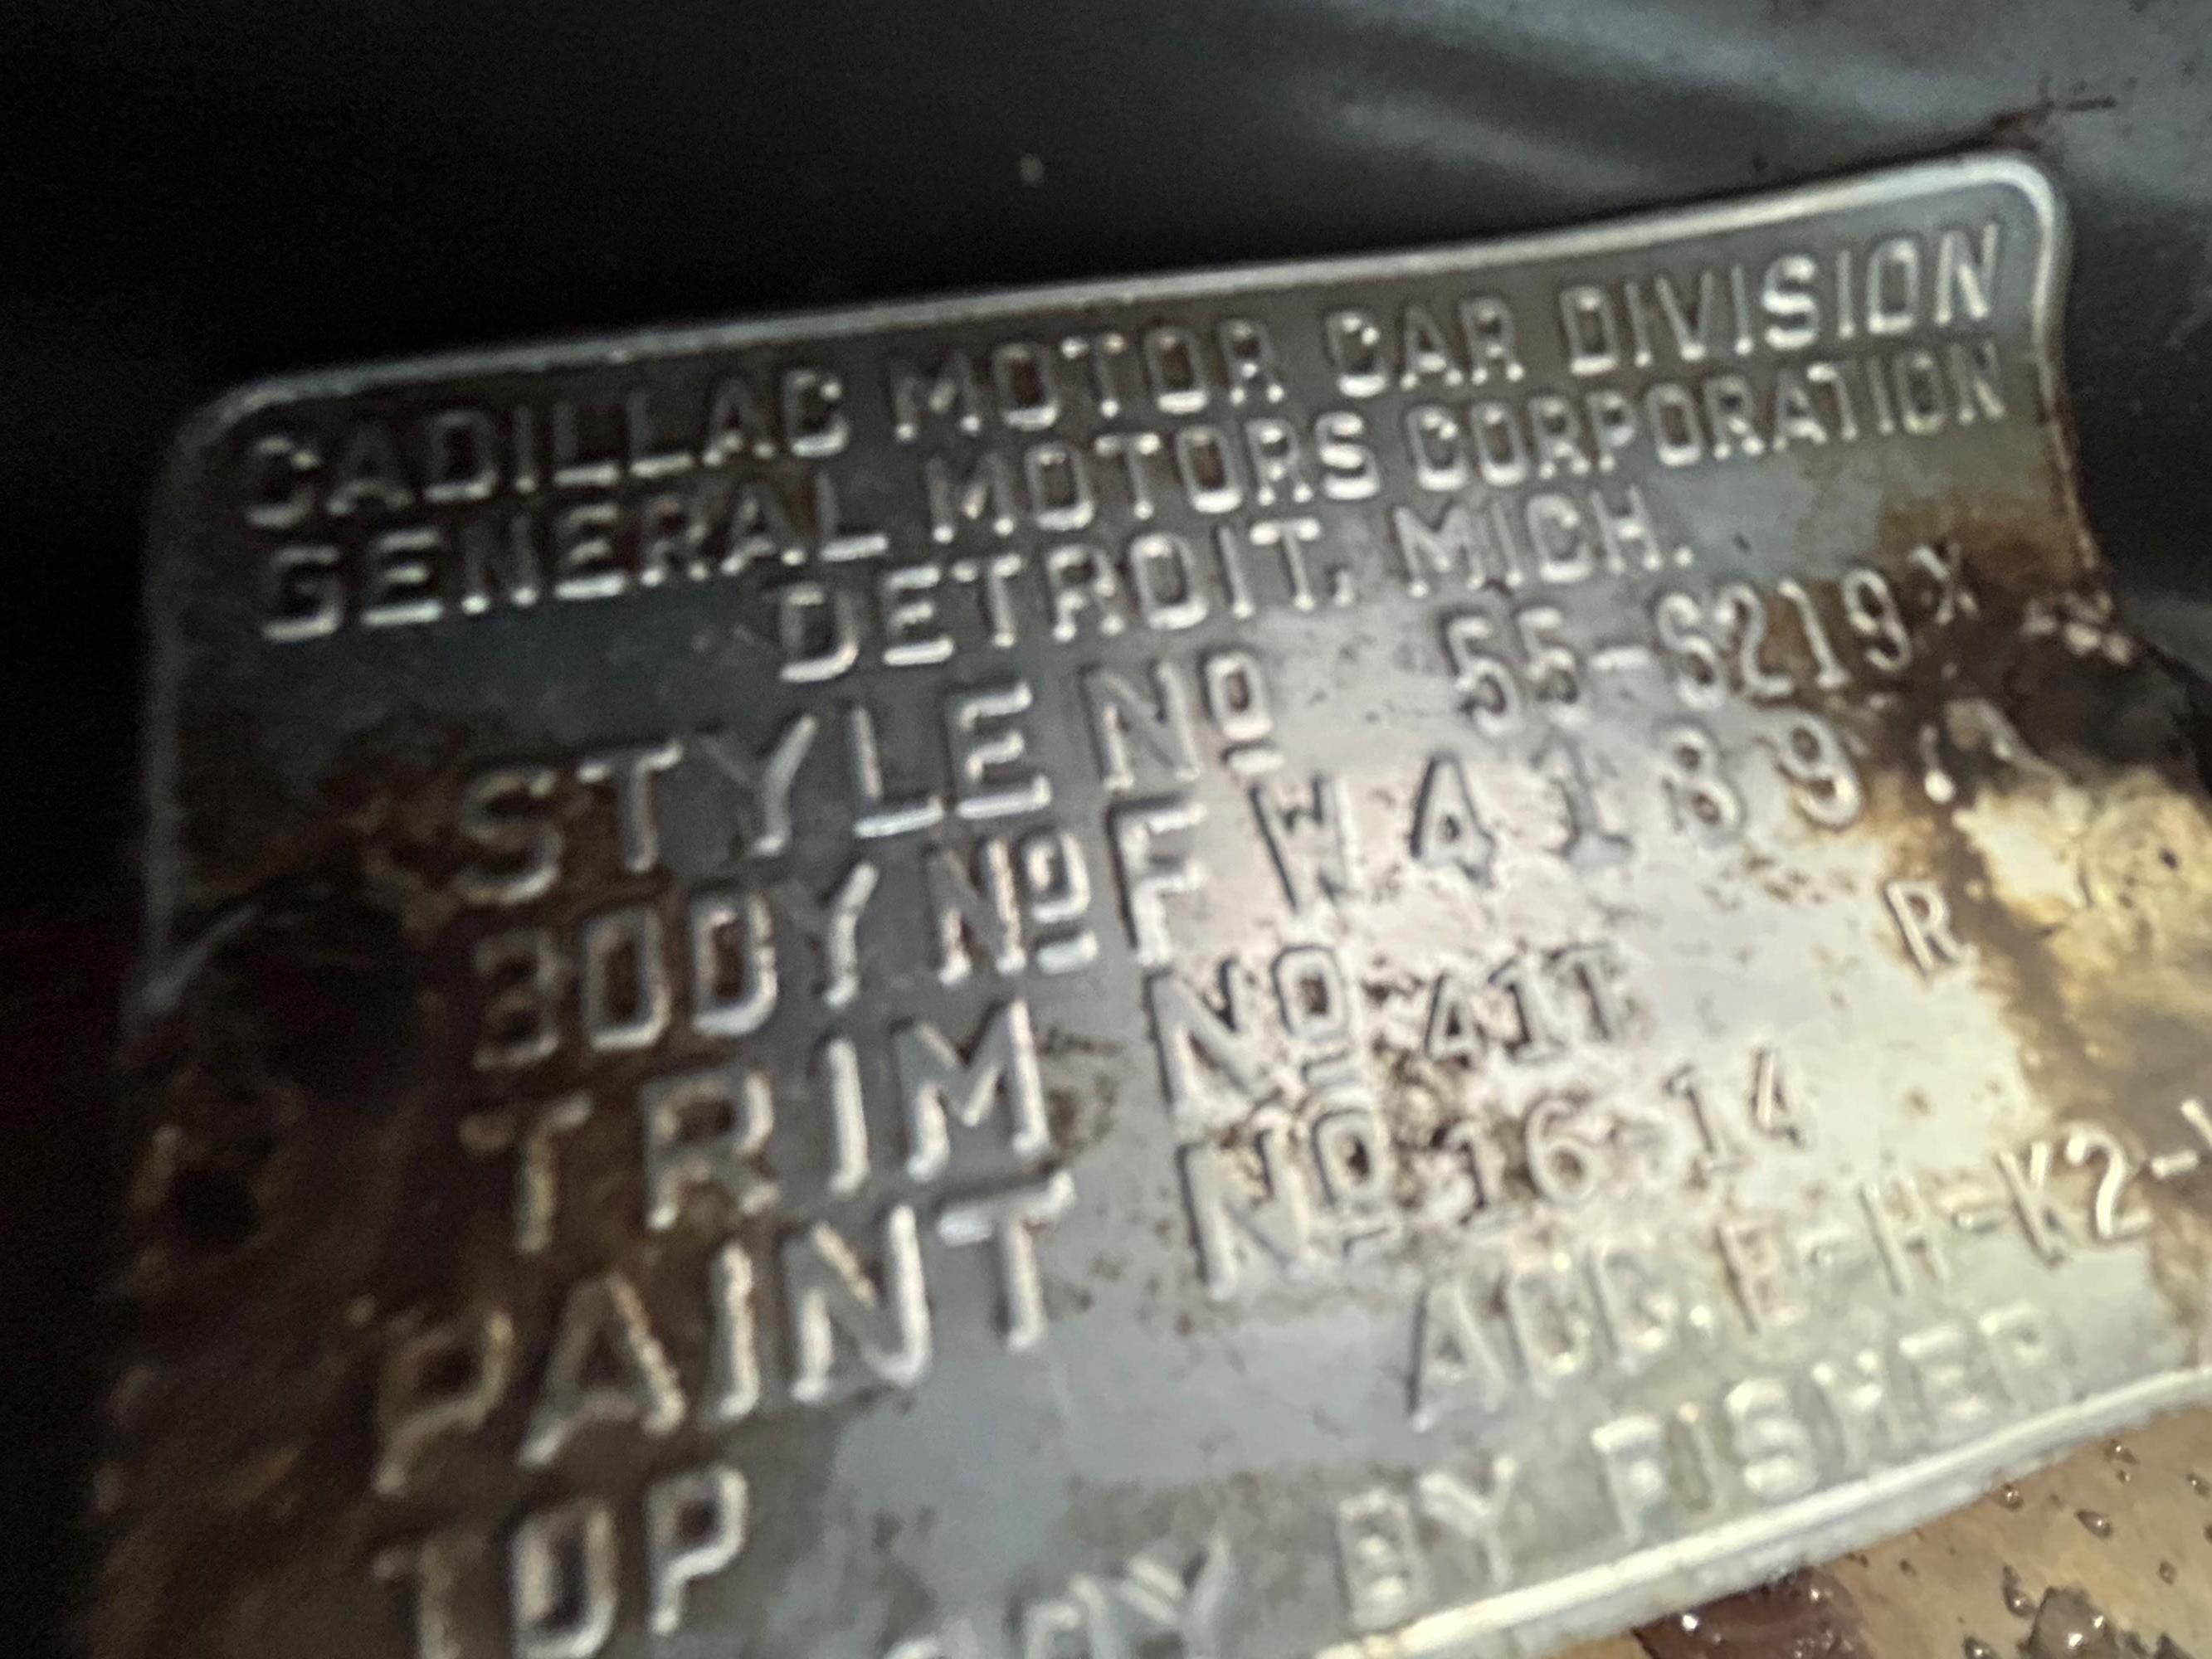 CADILLAC MOTOR CAR DIVISION
GENERAL MOTORS CORPORATION
DETROIT, MICH.
STYLE Nº 55-6219X
BODY Nº FW 4189
TRIM Nº 41T R
PAINT Nº 16-14
TOP ACC E-H-K2-
BODY BY FISHER